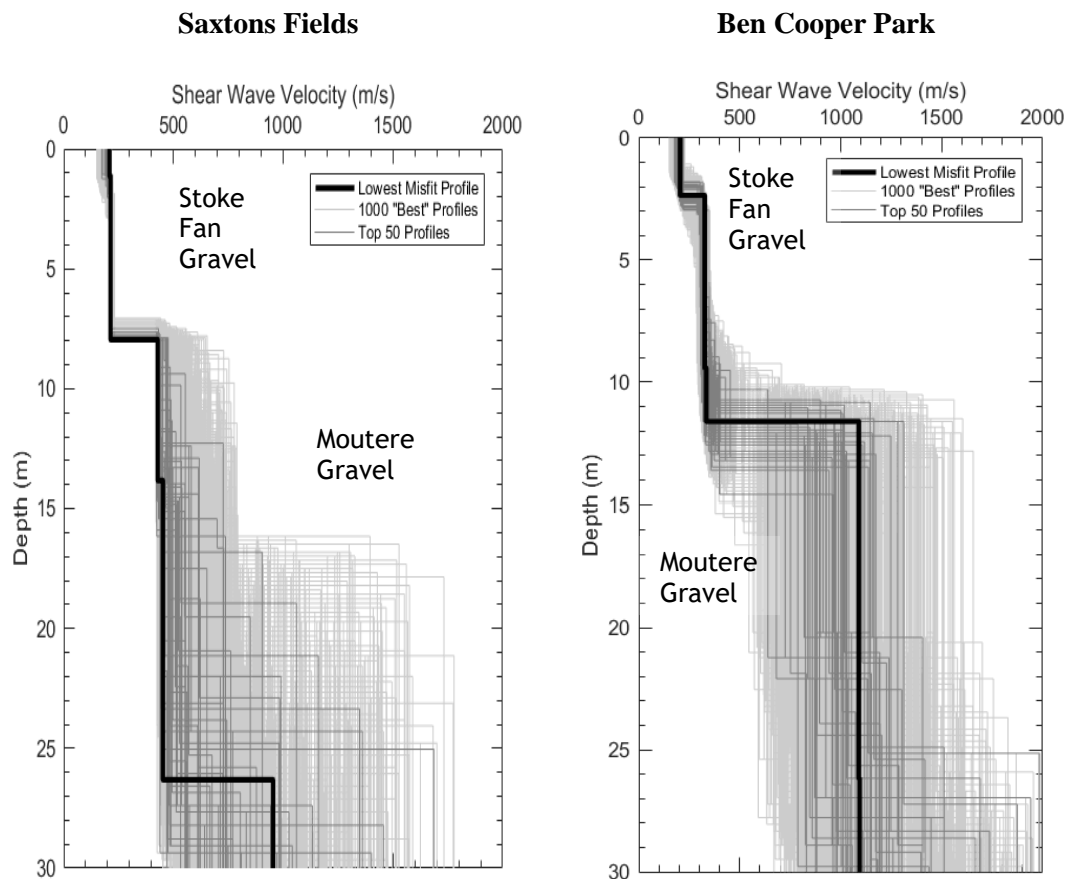 Saxtons Fields
Shear Wave Velocity (m/s)
0 500 1000 1500 2000
0
5
10
15
20
25
30
Depth (m)
Stoke
Fan
Gravel
Lowest Misfit Profile
1000 "Best" Profiles
Top 50 Profiles
Moutere
Gravel
Ben Cooper Park
Shear Wave Velocity (m/s)
0 500 1000 1500 2000
0
5
10
15
20
25
30
Depth (m)
Stoke
Fan
Gravel
Lowest Misfit Profile
1000 "Best" Profiles
Top 50 Profiles
Moutere
Gravel